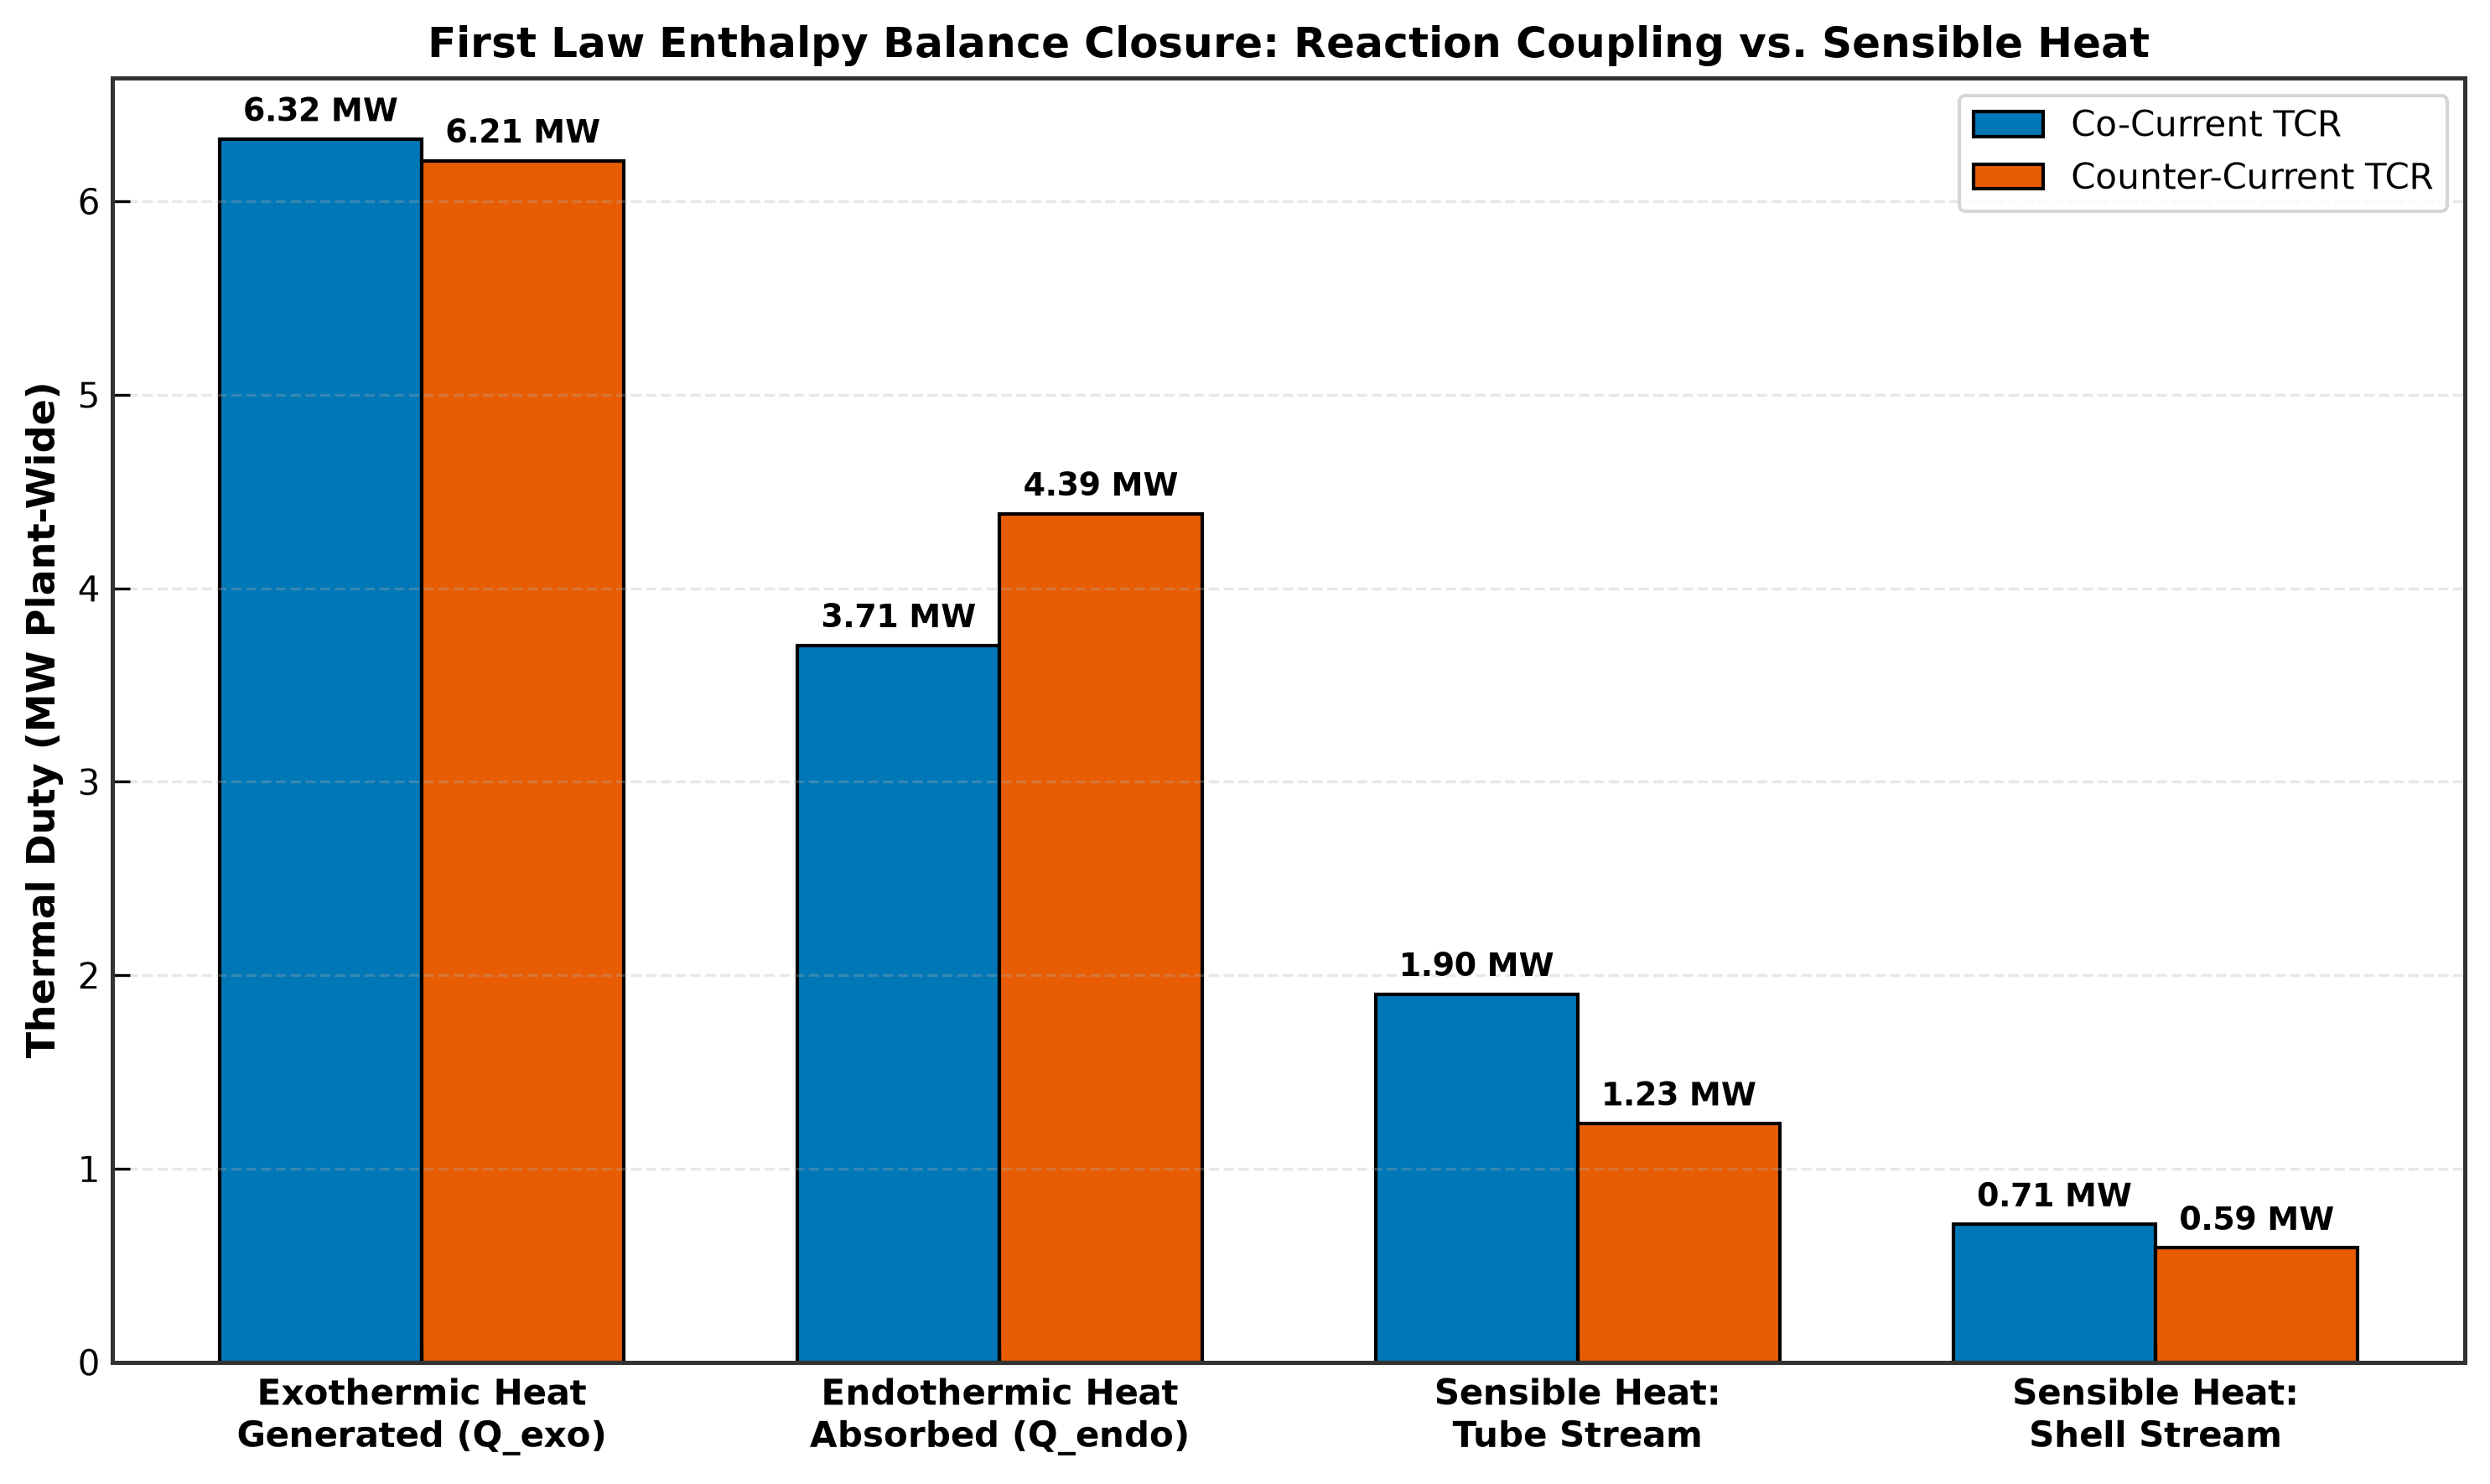 First Law Enthalpy Balance Closure: Reaction Coupling vs. Sensible Heat
Co-Current TCR
Counter-Current TCR
Thermal Duty (MW Plant-Wide)
6
5
4
3
2
1
0
6.32 MW
6.21 MW
3.71 MW
4.39 MW
1.90 MW
1.23 MW
0.71 MW
0.59 MW
Exothermic Heat
Generated (Q_exo)
Endothermic Heat
Absorbed (Q_endo)
Sensible Heat:
Tube Stream
Sensible Heat:
Shell Stream